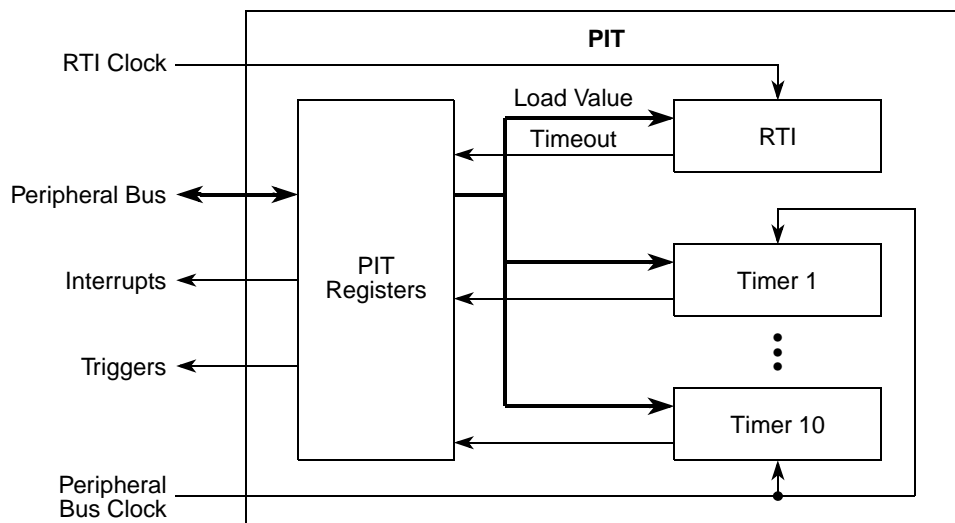 PIT
RTI Clock
Load Value
RTI
Timeout
Peripheral Bus
PIT
Registers
Timer 1
Interrupts
Triggers
Timer 10
Peripheral
Bus Clock